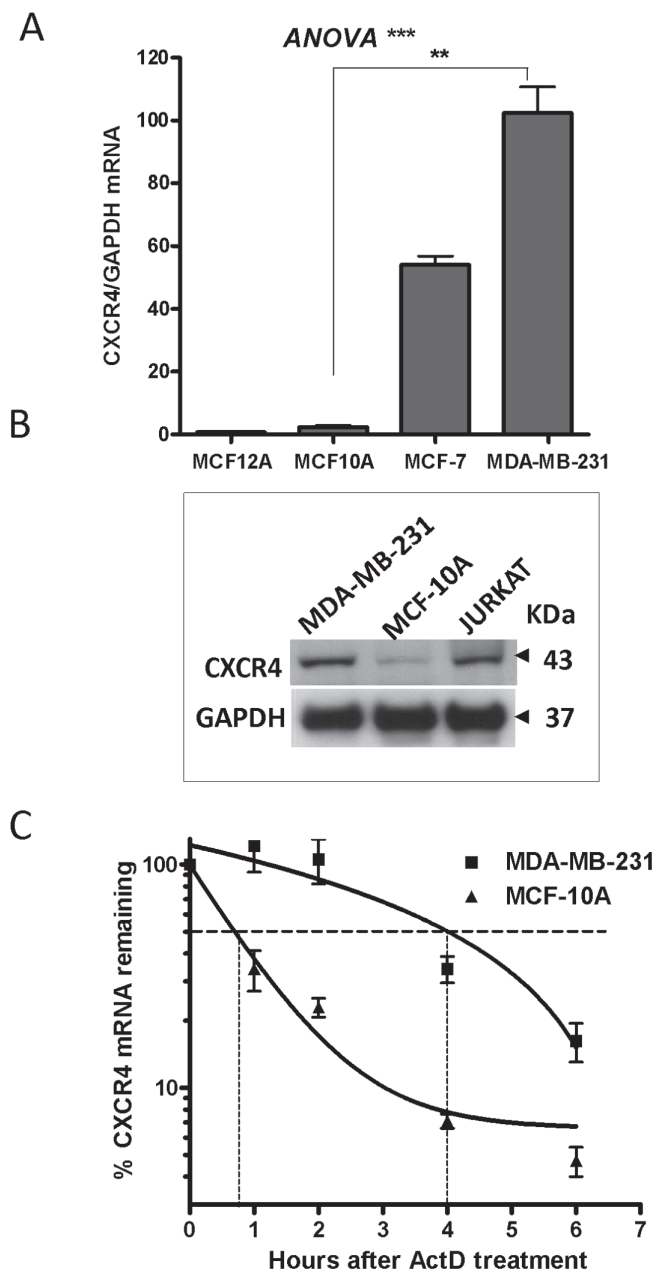 A
ANOVA ***
**
120
100
80
60
40
20
0
CXCR4/GAPDH mRNA
MCF12A MCF10A MCF-7 MDA-MB-231
B
MDA-MB-231 MCF-10A JURKAT KDa
CXCR4 43
GAPDH 37
C
% CXCR4 mRNA remaining
100
10
MDA-MB-231
MCF-10A
0 1 2 3 4 5 6 7
Hours after ActD treatment